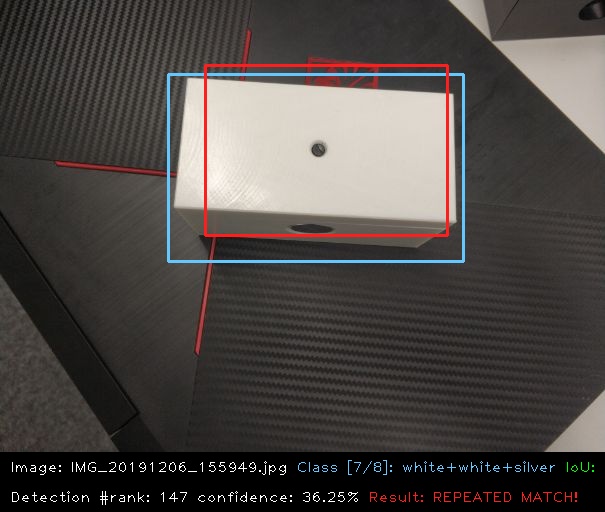 Image: IMG_20191206_155949.jpg Class [7/8]: white+white+silver IoU:
Detection #rank: 147 confidence: 36.25% Result: REPEATED MATCH!